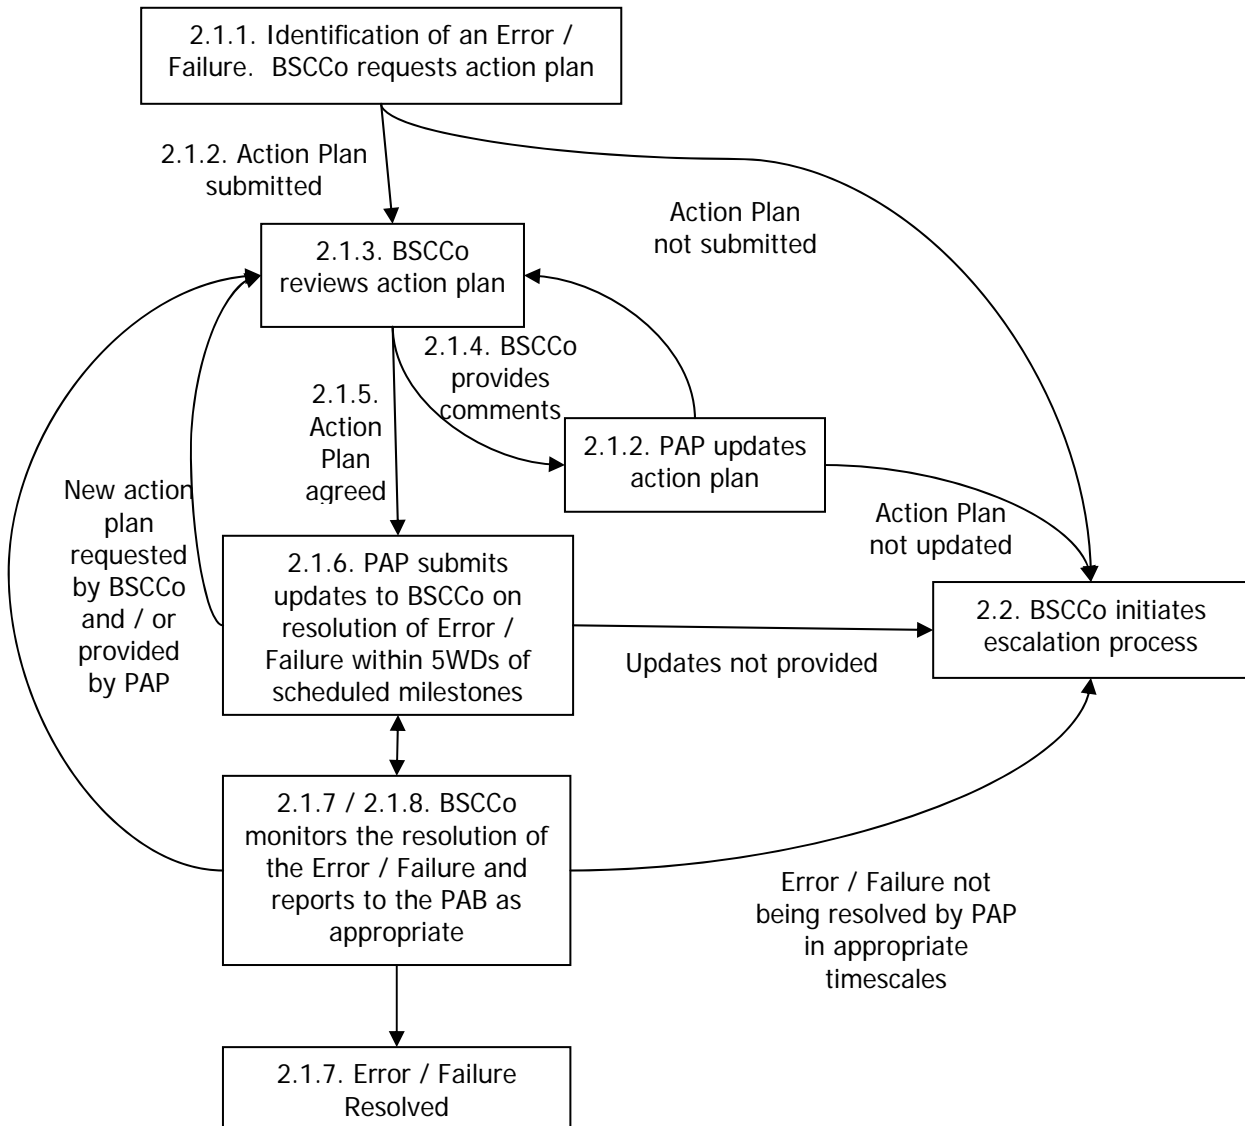 2.1.1. Identification of an Error /
Failure. BSCCo requests action plan
2.1.2. Action Plan
submitted
Action Plan
not submitted
2.1.3. BSCCo
reviews action plan
2.1.4. BSCCo
provides
comments
2.1.5.
Action
Plan
agreed
2.1.2. PAP updates
action plan
New action
plan
requested
by BSCCo
and / or
provided
by PAP
Action Plan
not updated
2.1.6. PAP submits
updates to BSCCo on
resolution of Error /
Failure within 5WDs of
scheduled milestones
2.2. BSCCo initiates
escalation process
Updates not provided
2.1.7 / 2.1.8. BSCCo
monitors the resolution of
the Error / Failure and
reports to the PAB as
appropriate
Error / Failure not
being resolved by PAP
in appropriate
timescales
2.1.7. Error / Failure
Resolved